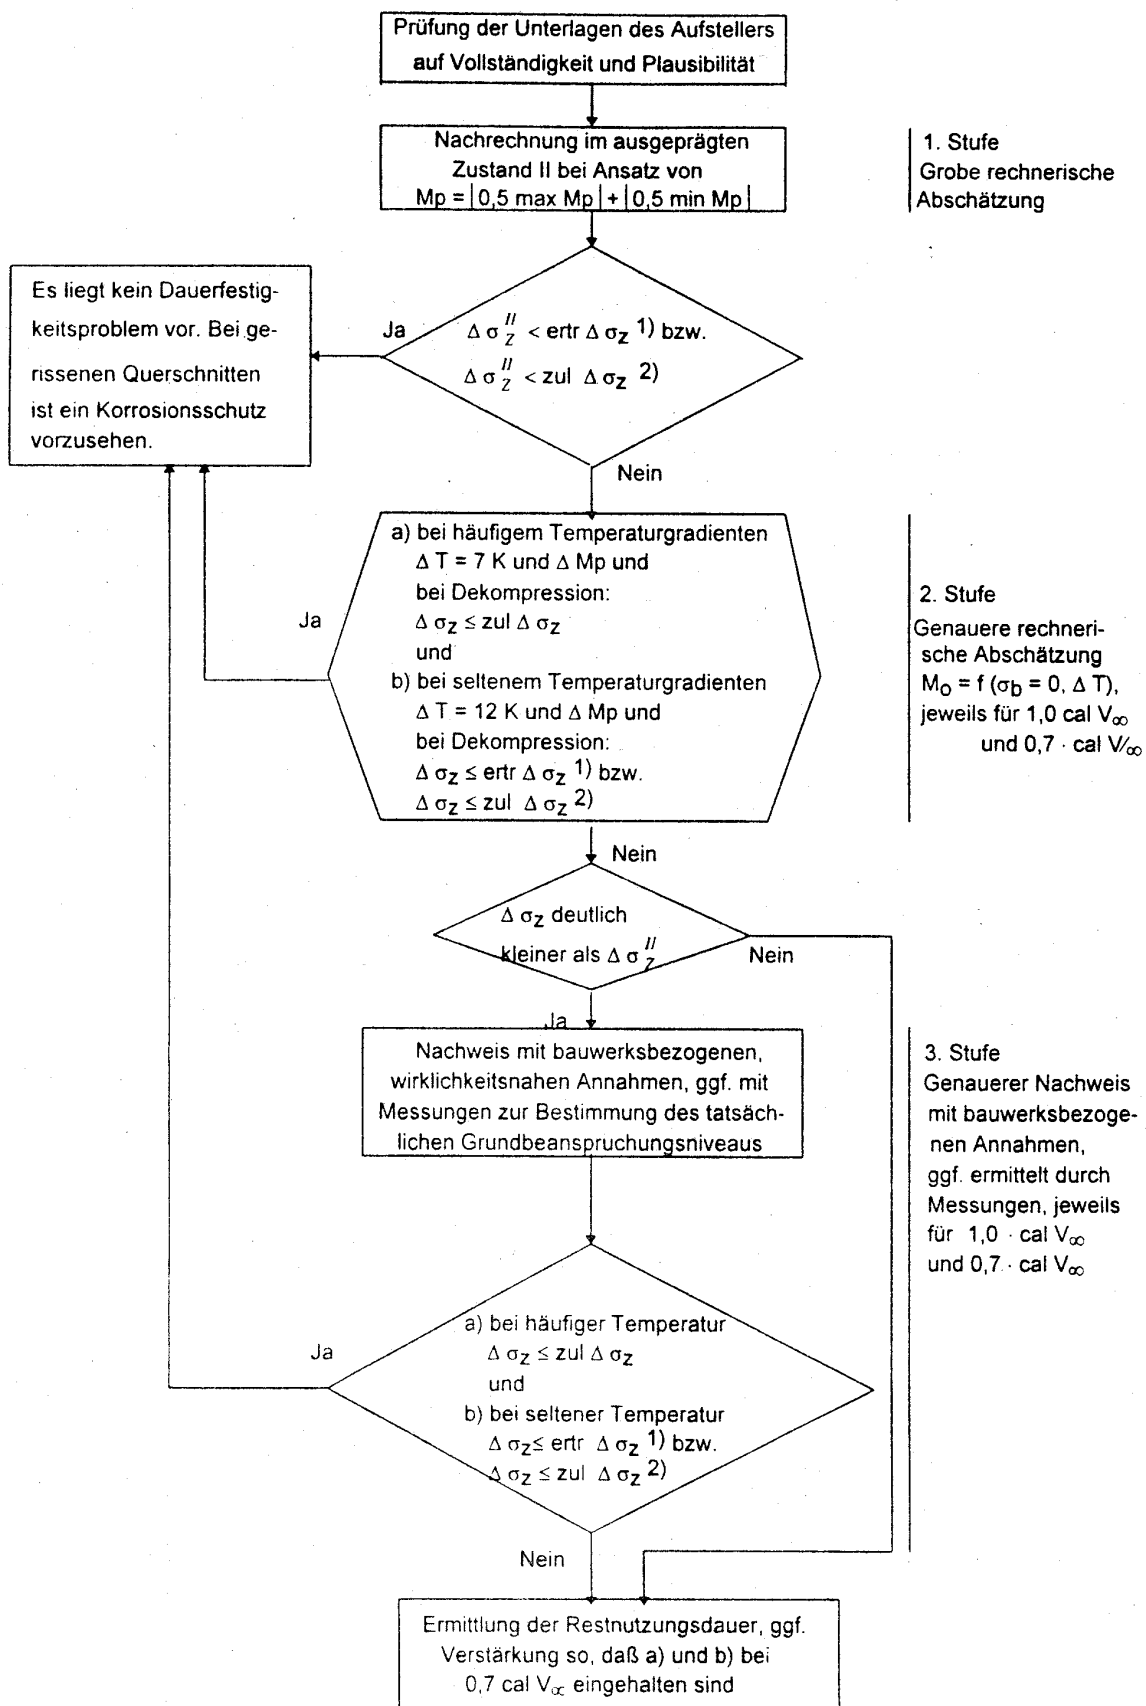 Prüfung der Unterlagen des Aufstellers
auf Vollständigkeit und Plausibilität
Nachrechnung im ausgeprägten
Zustand II bei Ansatz von
Mp = |0,5 max Mp| + |0,5 min Mp|
1. Stufe
Grobe rechnerische
Abschätzung
Es liegt kein Dauerfestig-
keitsproblem vor. Bei ge-
rissenen Querschnitten
ist ein Korrosionsschutz
vorzusehen.
Ja
Δ σ_Z^II < ertr Δ σ_Z 1) bzw.
Δ σ_Z^II < zul Δ σ_Z 2)
Nein
a) bei häufigem Temperaturgradienten
Δ T = 7 K und Δ Mp und
bei Dekompression:
Δ σ_Z ≤ zul Δ σ_Z
und
b) bei seltenem Temperaturgradienten
Δ T = 12 K und Δ Mp und
bei Dekompression:
Δ σ_Z ≤ ertr Δ σ_Z 1) bzw.
Δ σ_Z ≤ zul Δ σ_Z 2)
Ja
2. Stufe
Genauere rechneri-
sche Abschätzung
M_o = f (σ_b = 0, Δ T),
jeweils für 1,0 cal V_∞
und 0,7 · cal V/_∞
Nein
Δ σ_Z deutlich
kleiner als Δ σ_Z^II
Nein
Ja
Nachweis mit bauwerksbezogenen,
wirklichkeitsnahen Annahmen, ggf. mit
Messungen zur Bestimmung des tatsäch-
lichen Grundbeanspruchungsniveaus
3. Stufe
Genauerer Nachweis
mit bauwerksbezoge-
nen Annahmen,
ggf. ermittelt durch
Messungen, jeweils
für 1,0 · cal V_∞
und 0,7 · cal V_∞
Ja
a) bei häufiger Temperatur
Δ σ_Z ≤ zul Δ σ_Z
und
b) bei seltener Temperatur
Δ σ_Z ≤ ertr Δ σ_Z 1) bzw.
Δ σ_Z ≤ zul Δ σ_Z 2)
Nein
Ermittlung der Restnutzungsdauer, ggf.
Verstärkung so, daß a) und b) bei
0,7 cal V_∞ eingehalten sind